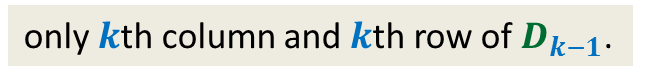 only kth column and kth row of Dₖ₋₁.